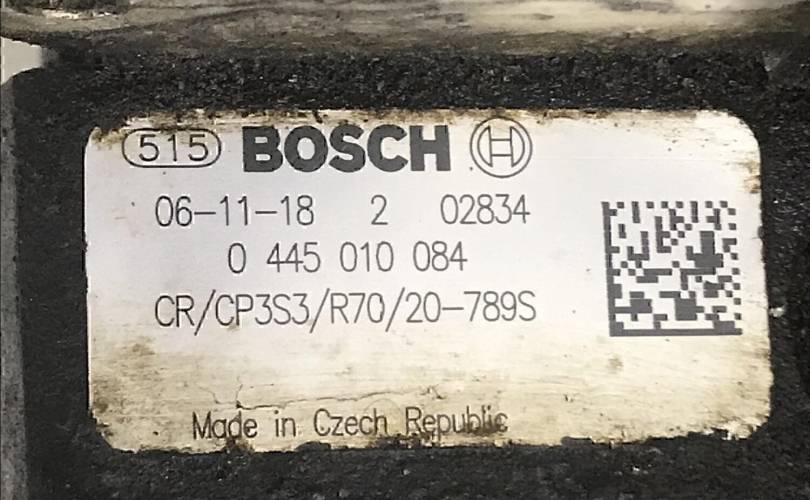 515 BOSCH
06-11-18 2 02834
0 445 010 084
CR/CP3S3/R70/20-789S
Made in Czech Republic